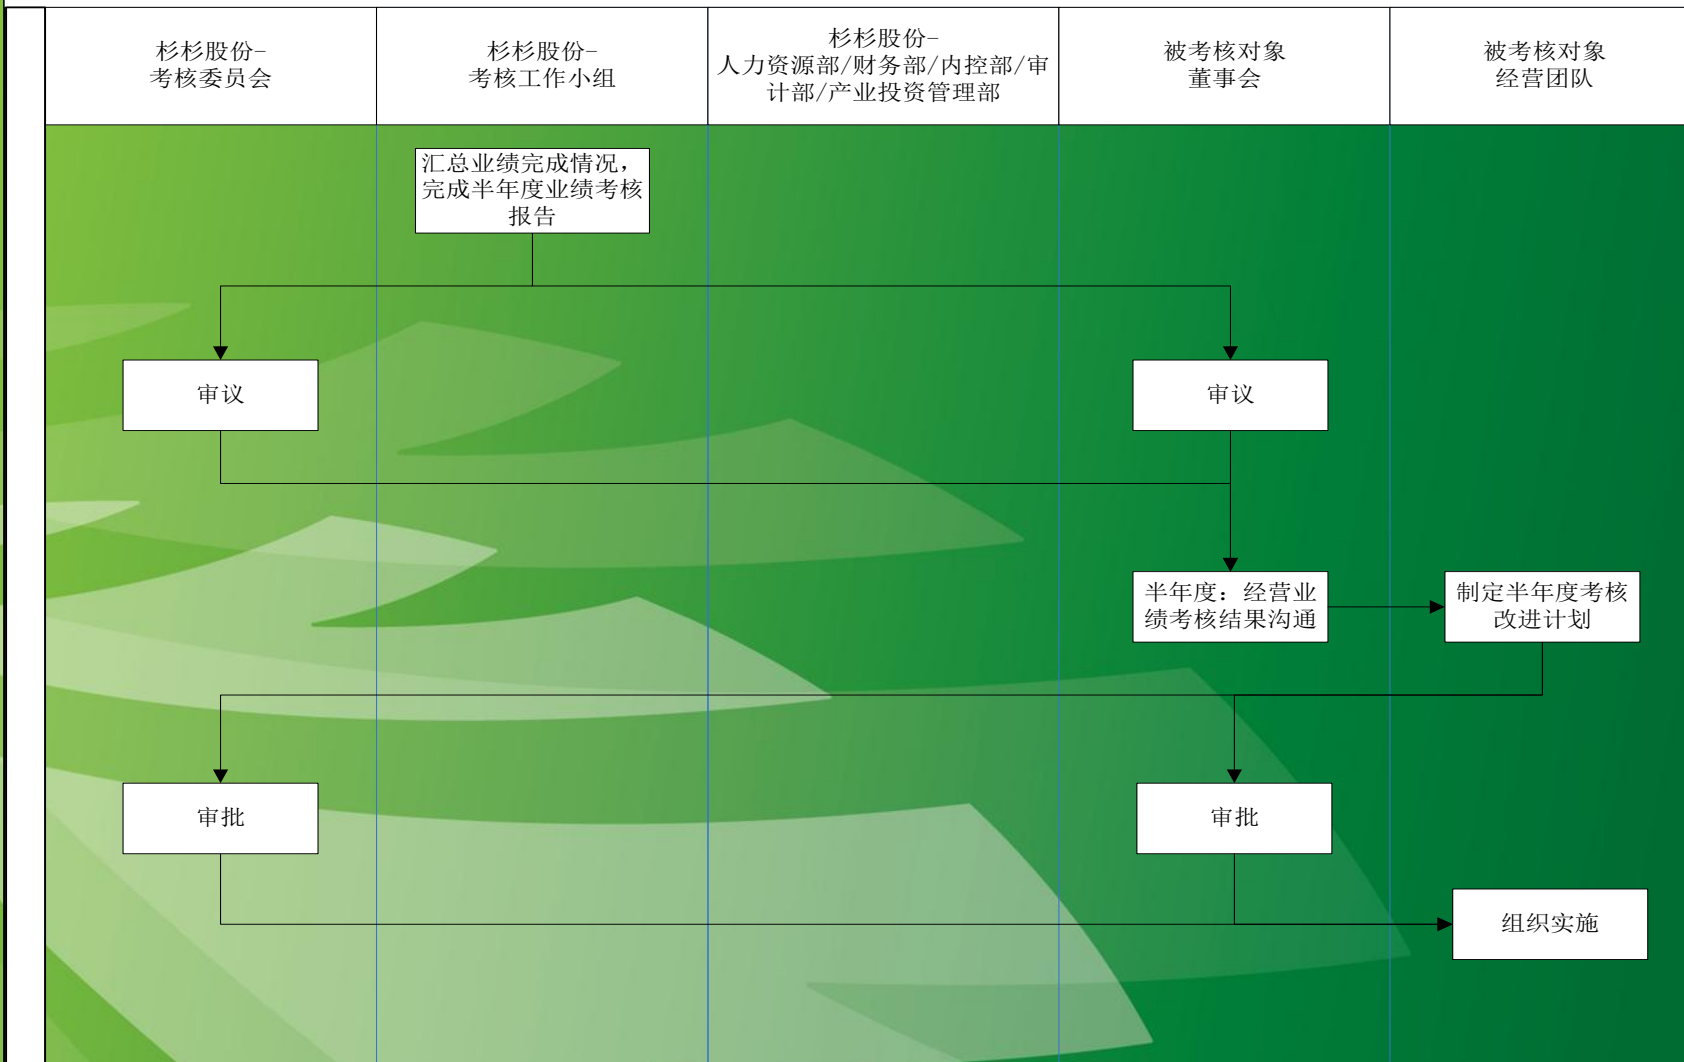 杉杉股份-
考核委员会
杉杉股份-
考核工作小组
杉杉股份-
人力资源部/财务部/内控部/审
计部/产业投资管理部
被考核对象
董事会
被考核对象
经营团队
汇总业绩完成情况，
完成半年度业绩考核
报告
审议
审议
半年度：经营业
绩考核结果沟通
制定半年度考核
改进计划
审批
审批
组织实施